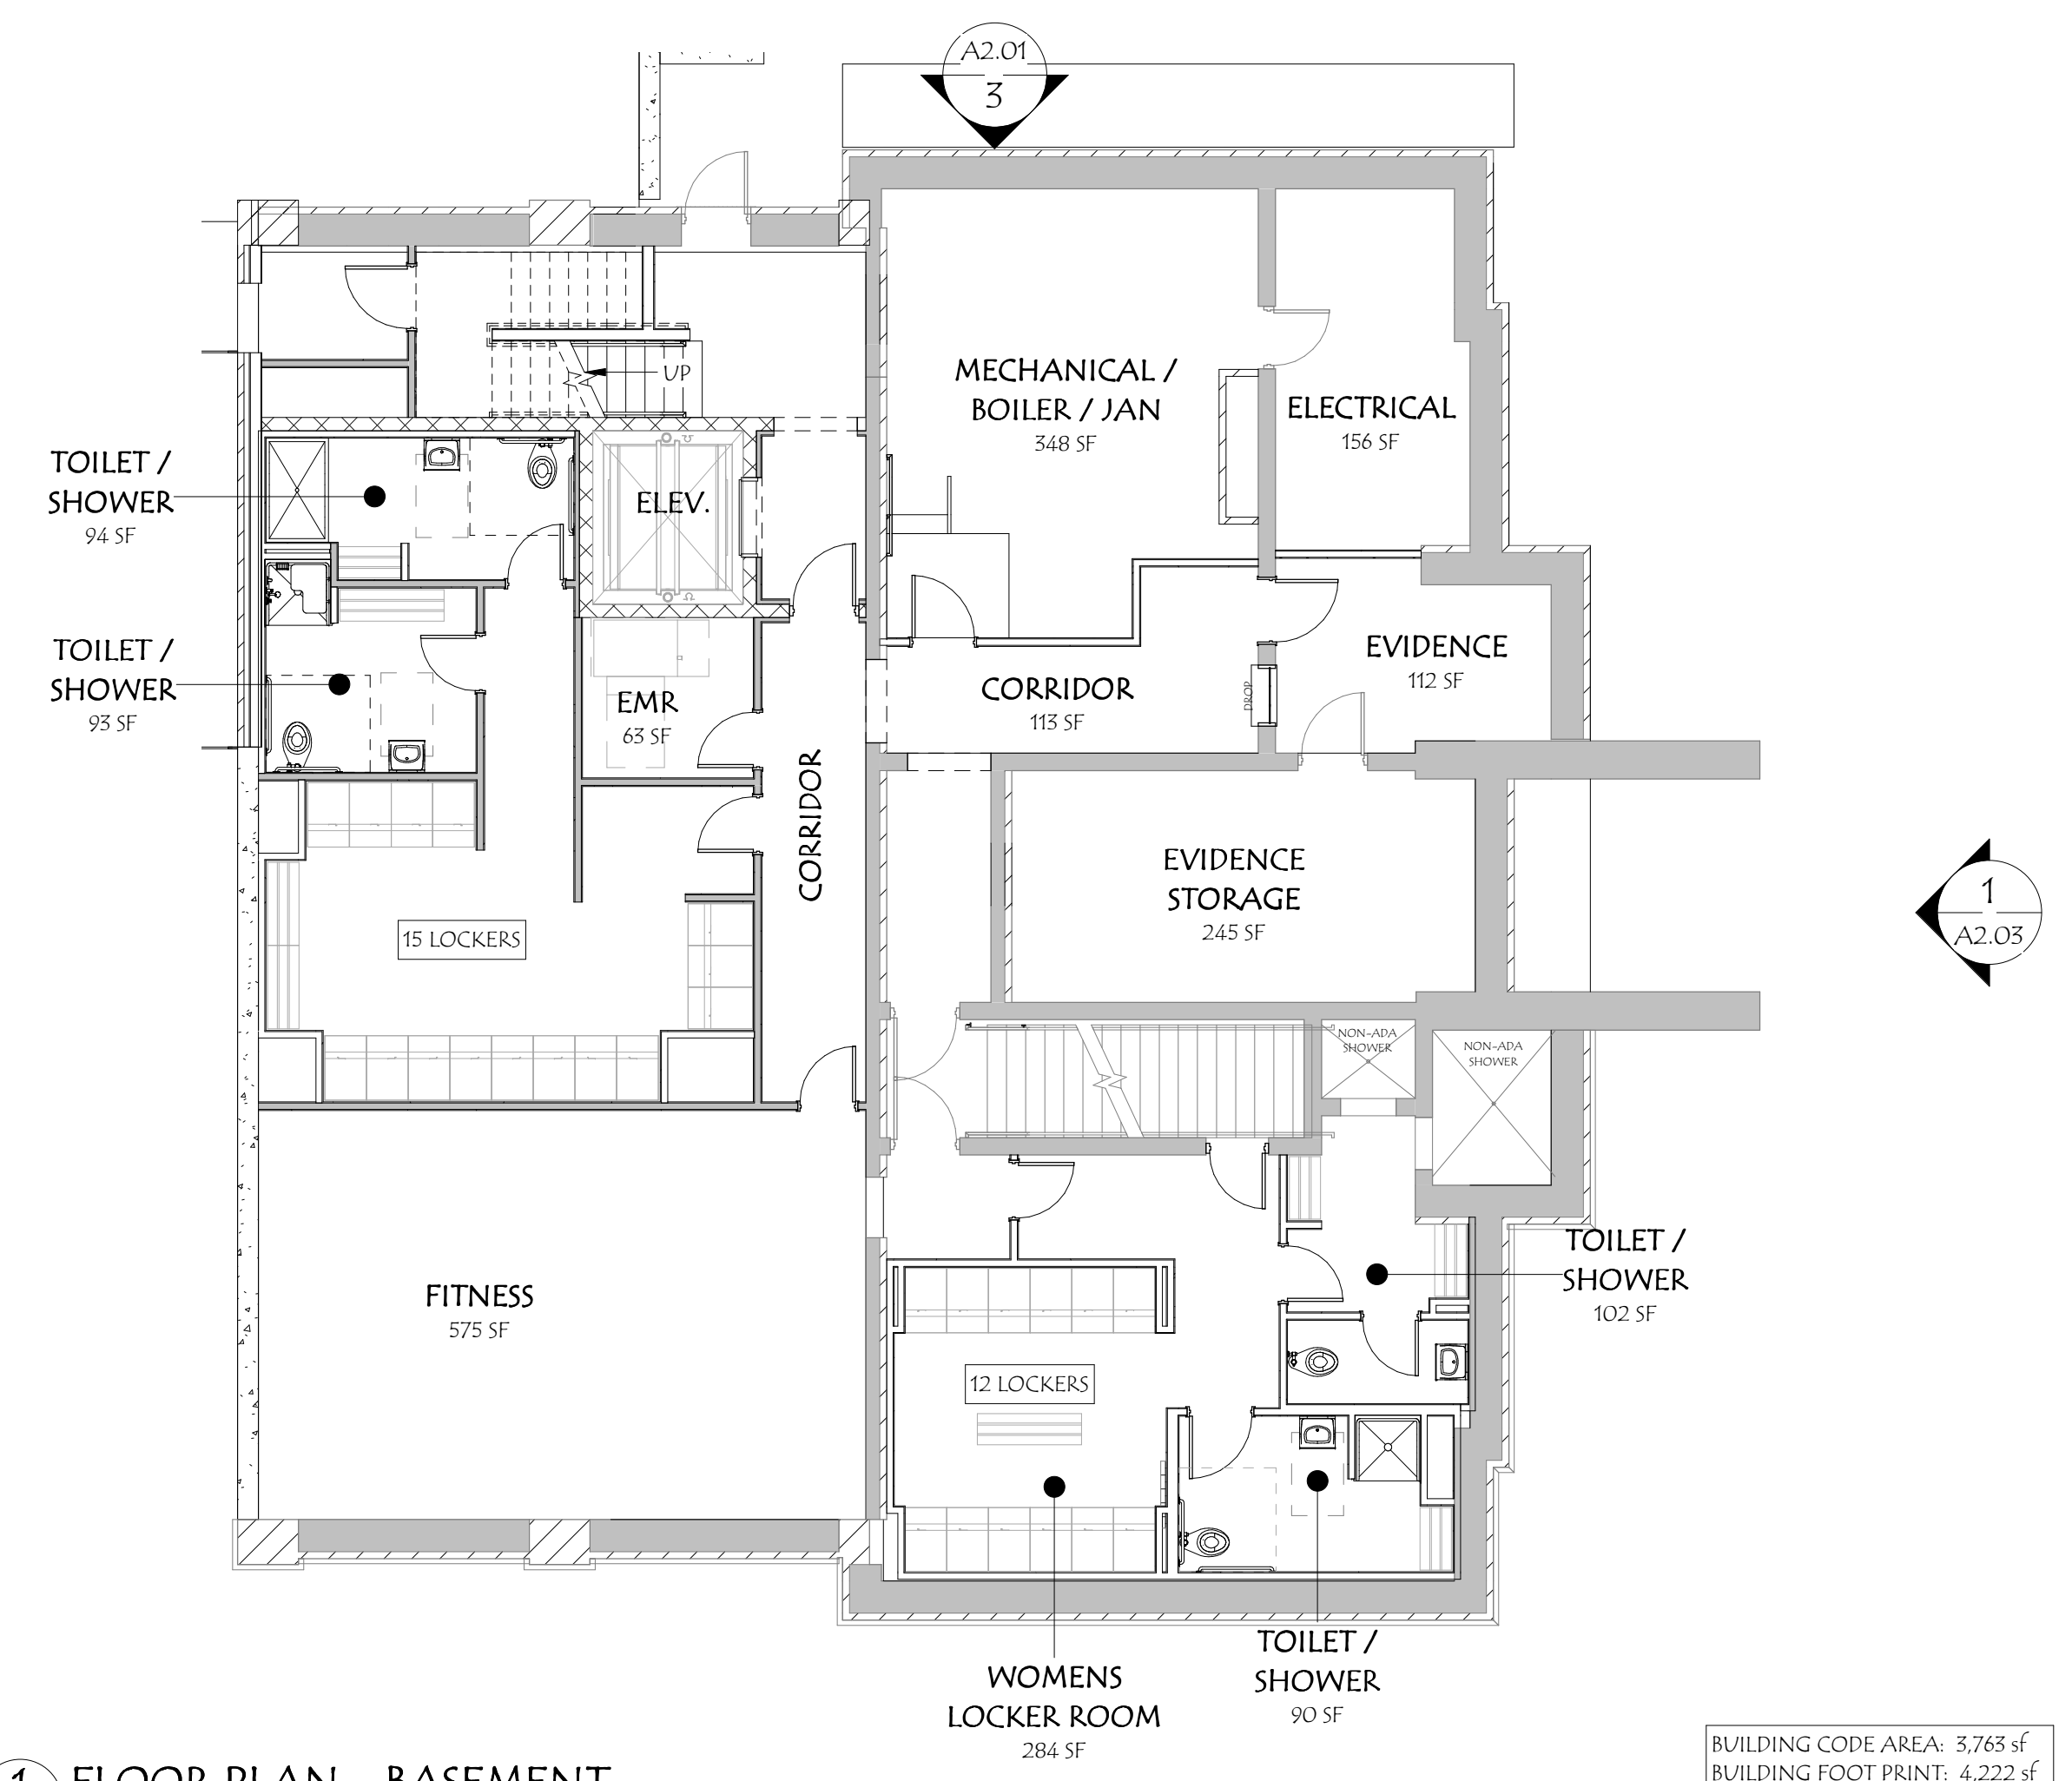 A2.01
3
UP
MECHANICAL /
BOILER / JAN
348 SF
ELECTRICAL
156 SF
TOILET /
SHOWER
94 SF
ELEV.
TOILET /
SHOWER
93 SF
EMR
63 SF
CORRIDOR
113 SF
DROP
EVIDENCE
112 SF
CORRIDOR
EVIDENCE
STORAGE
245 SF
15 LOCKERS
1
A2.03
NON-ADA
SHOWER
NON-ADA
SHOWER
FITNESS
575 SF
TOILET /
SHOWER
102 SF
12 LOCKERS
WOMENS
LOCKER ROOM
284 SF
TOILET /
SHOWER
90 SF
1
FLOOR PLAN - BASEMENT
BUILDING CODE AREA: 3,763 sf
BUILDING FOOT PRINT: 4,222 sf